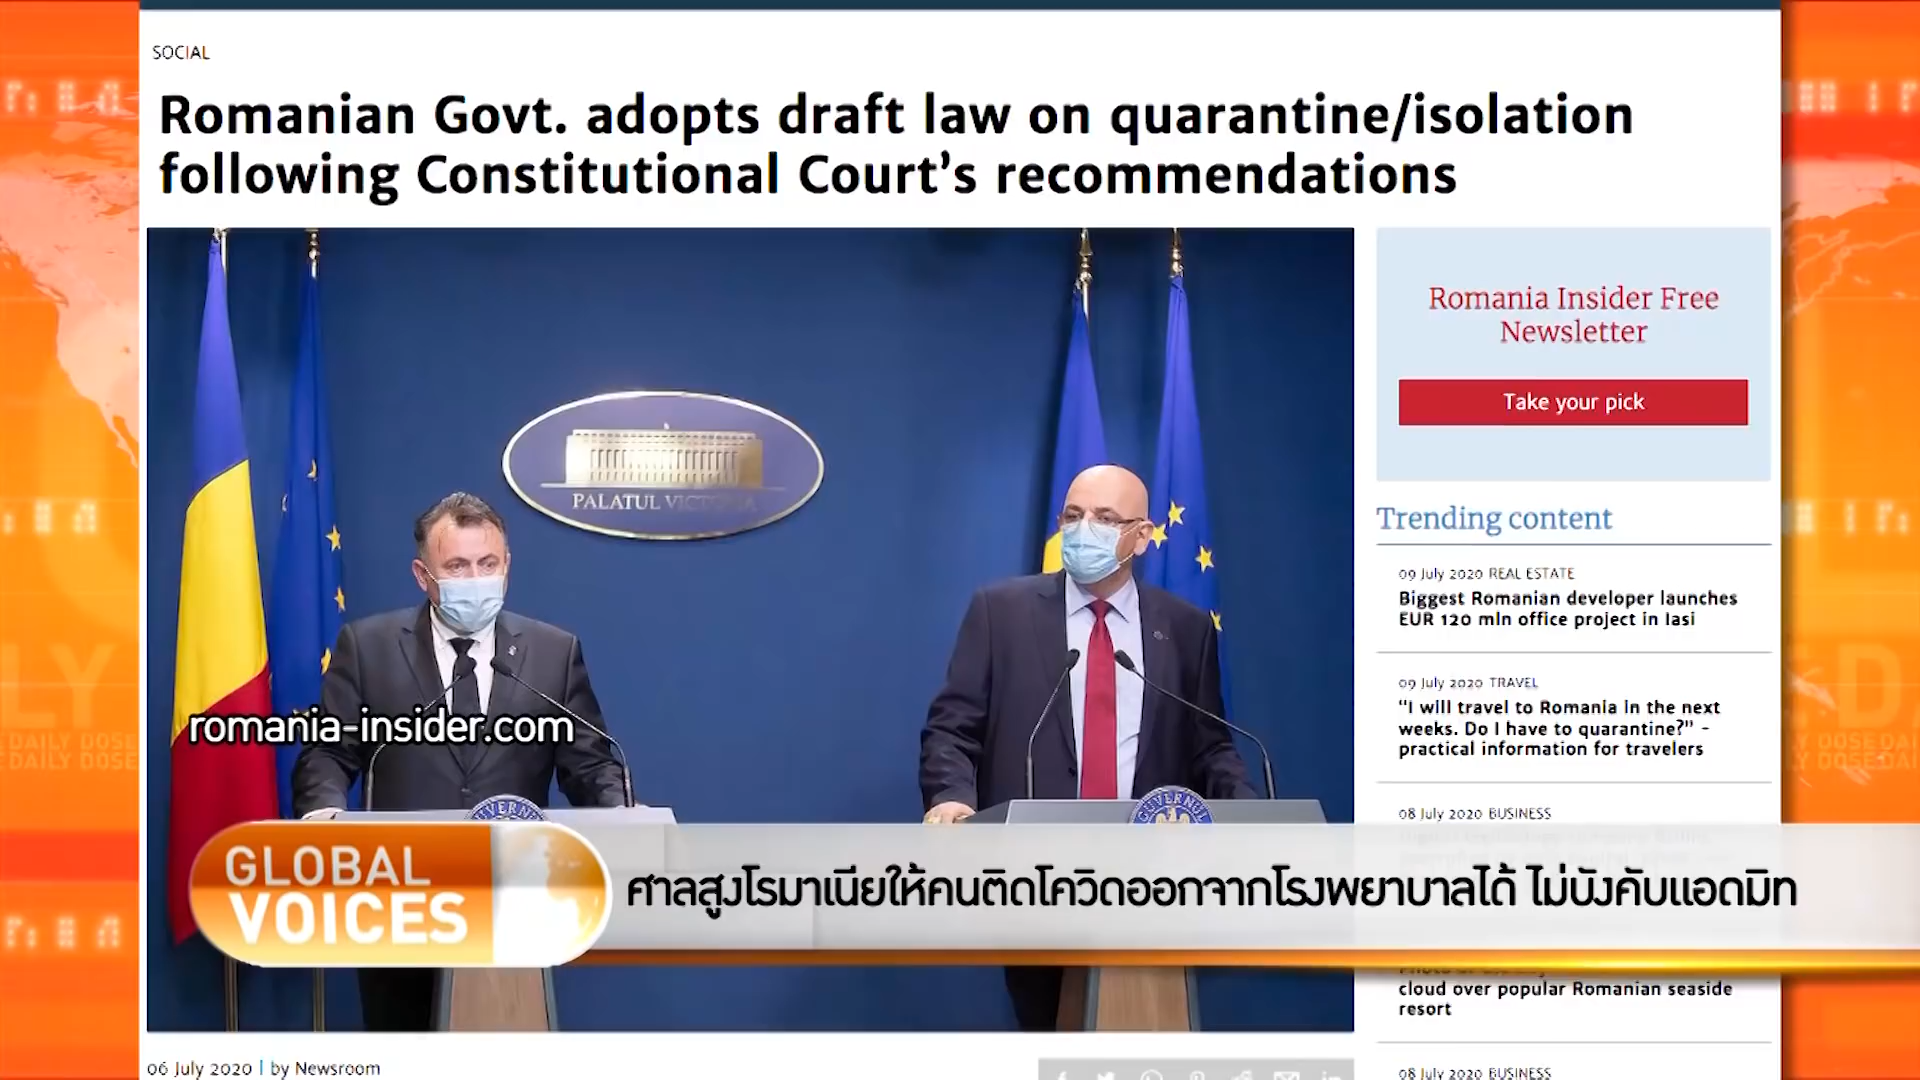 SOCIAL
Romanian Govt. adopts draft law on quarantine/isolation
following Constitutional Court’s recommendations
PALATUL VICTORIA
romania-insider.com
GUVERNUL
GUVERNUL
Romania Insider Free
Newsletter
Take your pick
Trending content
09 July 2020 REAL ESTATE
Biggest Romanian developer launches
EUR 120 mln office project in Iasi
09 July 2020 TRAVEL
“I will travel to Romania in the next
weeks. Do I have to quarantine?” -
practical information for travelers
08 July 2020 BUSINESS
GLOBAL
VOICES
ศาลสูงโรมาเนียให้คนติดโควิดออกจากโรงพยาบาลได้ ไม่บังคับแอดมิท
cloud over popular Romanian seaside
resort
08 July 2020 BUSINESS
06 July 2020 | by Newsroom
DAILY DOSE
DAILY DOSE